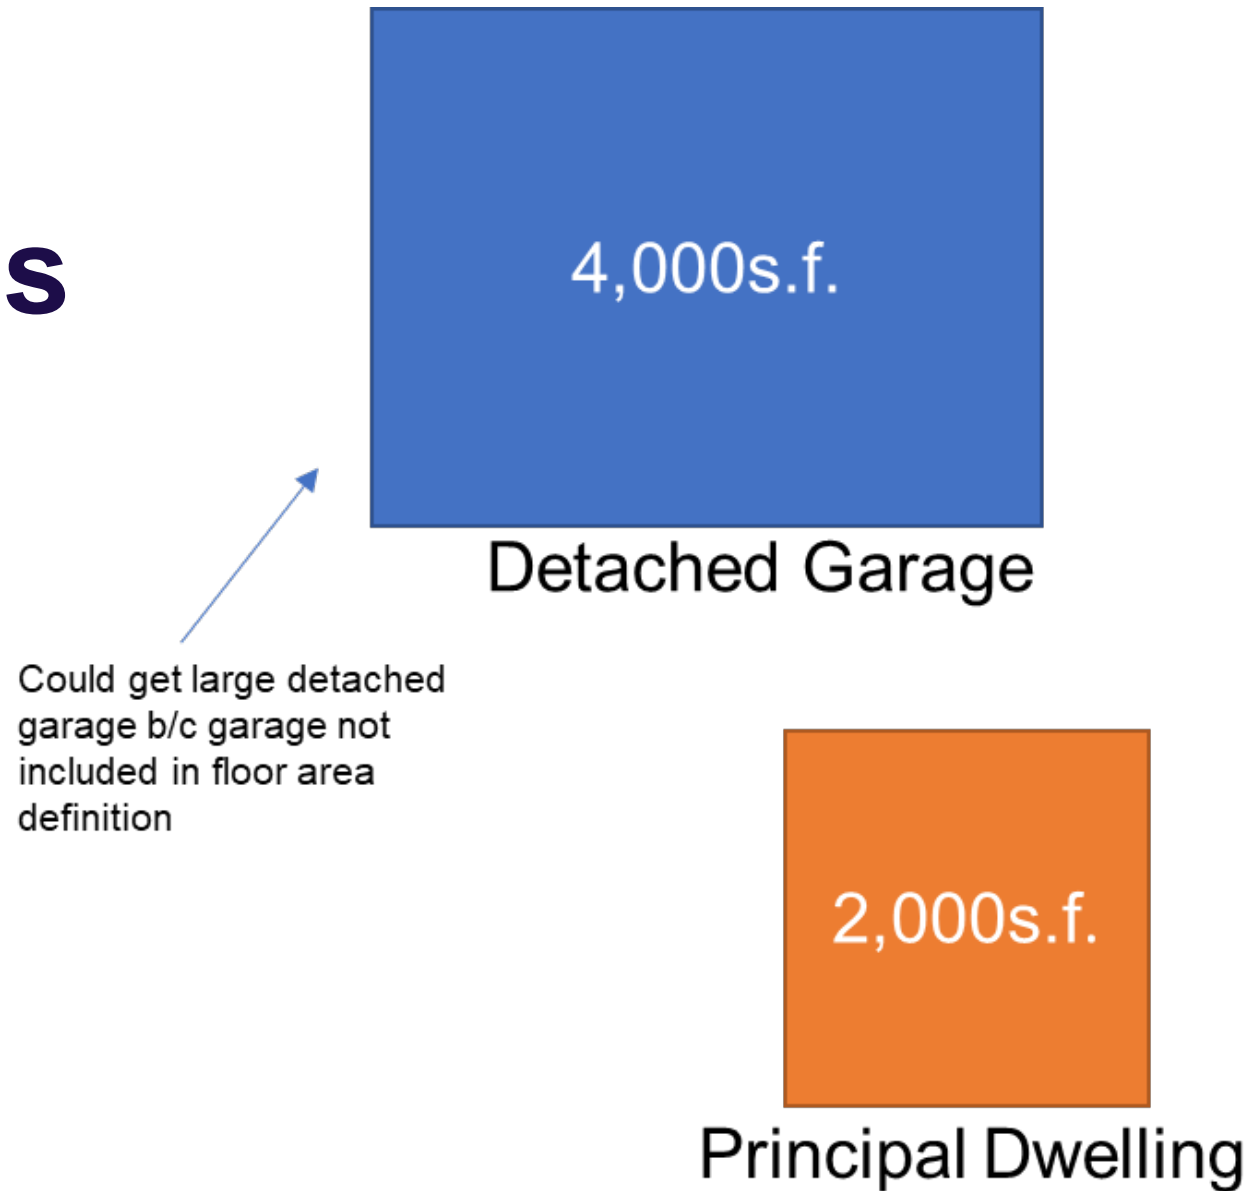 s
4,000s.f.
Detached Garage
Could get large detached
garage b/c garage not
included in floor area
definition
2,000s.f.
Principal Dwelling